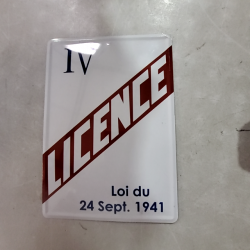 IV
LICENCE
Loi du
24 Sept. 1941